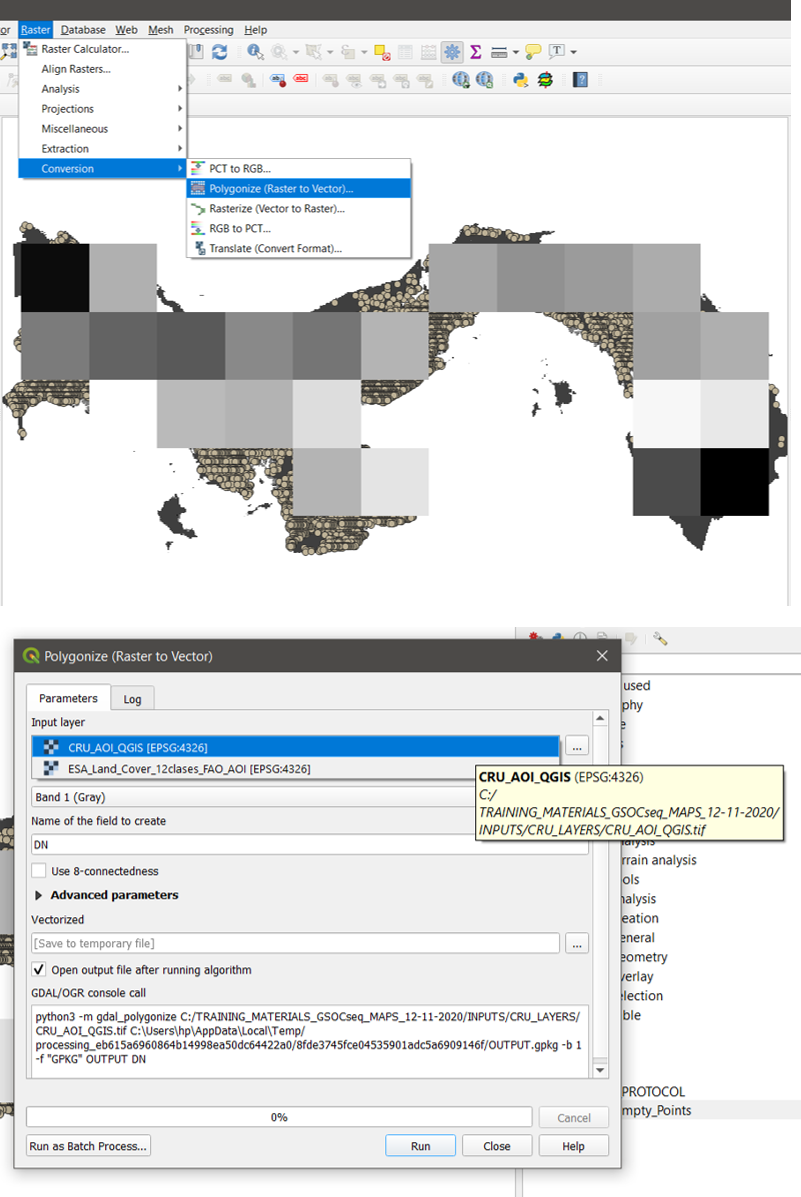 or Raster Database Web Mesh Processing Help
Raster Calculator...
Align Rasters...
Analysis
Projections
Miscellaneous
Extraction
Conversion
PCT to RGB...
Polygonize (Raster to Vector)...
Rasterize (Vector to Raster)...
RGB to PCT...
Translate (Convert Format)...
Polygonize (Raster to Vector)
Parameters Log
Input layer
CRU_AOI_QGIS [EPSG:4326]
ESA_Land_Cover_12clases_FAO_AOI [EPSG:4326]
CRU_AOI_QGIS (EPSG:4326)
C:/
TRAINING_MATERIALS_GSOCseq_MAPS_12-11-2020/
INPUTS/CRU_LAYERS/CRU_AOI_QGIS.tif
Band 1 (Gray)
Name of the field to create
DN
Use 8-connectedness
Advanced parameters
Vectorized
[Save to temporary file]
Open output file after running algorithm
GDAL/OGR console call
python3 -m gdal_polygonize C:/TRAINING_MATERIALS_GSOCseq_MAPS_12-11-2020/INPUTS/CRU_LAYERS/
CRU_AOI_QGIS.tif C:\Users\hp\AppData\Local\Temp/
processing_eb615a6960864b14998ea50dc64422a0/8fde3745fce04535901adc5a6909146f/OUTPUT.gpkg -b 1
-f "GPKG" OUTPUT DN
0%
Cancel
Run as Batch Process...
Run
Close
Help
used
phy
e
s
alysis
rrain analysis
ols
nalysis
eation
eneral
eometry
verlay
election
ble
PROTOCOL
mpty_Points